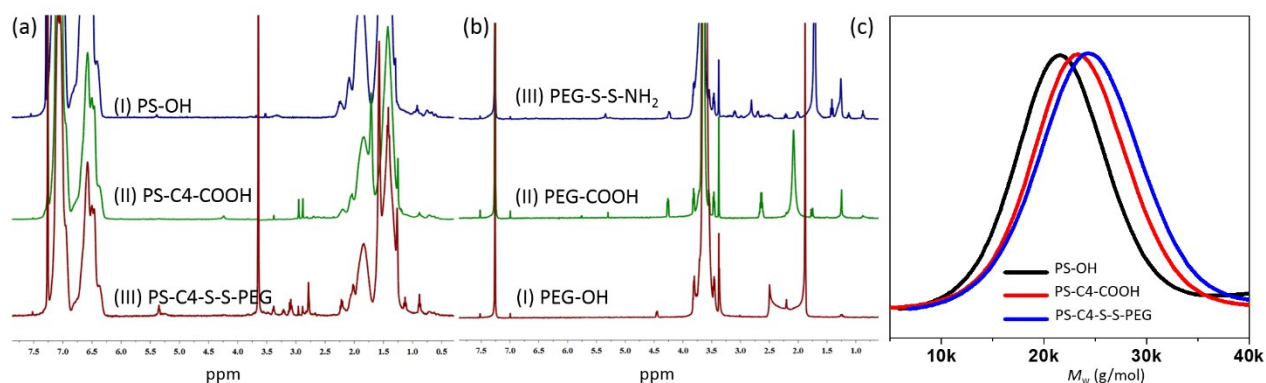 (a)
(I) PS-OH
(II) PS-C4-COOH
(III) PS-C4-S-S-PEG
7.5 7.0 6.5 5.5 5.0 4.5 4.0 3.5 3.0 2.5 2.0 1.5 1.0 0.5
ppm
(b)
(III) PEG-S-S-NH₂
(II) PEG-COOH
(I) PEG-OH
7.5 7.0 6.5 6.0 5.5 5.0 4.5 4.0 3.5 3.0 2.5 2.0 1.5 1.0
ppm
(c)
PS-OH
PS-C4-COOH
PS-C4-S-S-PEG
10k 20k 30k 40k
Mw (g/mol)